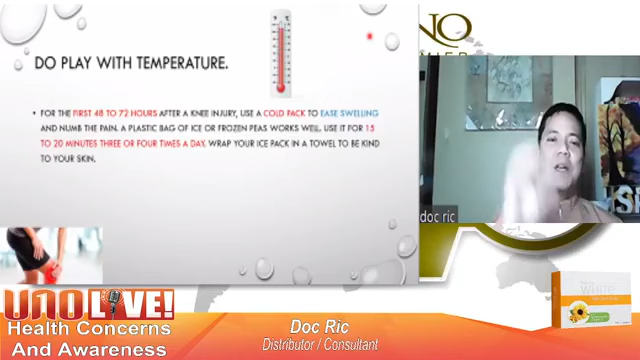 DO PLAY WITH TEMPERATURE.
• FOR THE FIRST 48 TO 72 HOURS AFTER A KNEE INJURY, USE A COLD PACK TO EASE SWELLING
AND NUMB THE PAIN. A PLASTIC BAG OF ICE OR FROZEN PEAS WORKS WELL. USE IT FOR 15
TO 20 MINUTES THREE OR FOUR TIMES A DAY. WRAP YOUR ICE PACK IN A TOWEL TO BE KIND
TO YOUR SKIN.
doc ric
UNO LIVE!
Health Concerns
And Awareness
Doc Ric
Distributor / Consultant
WHITE